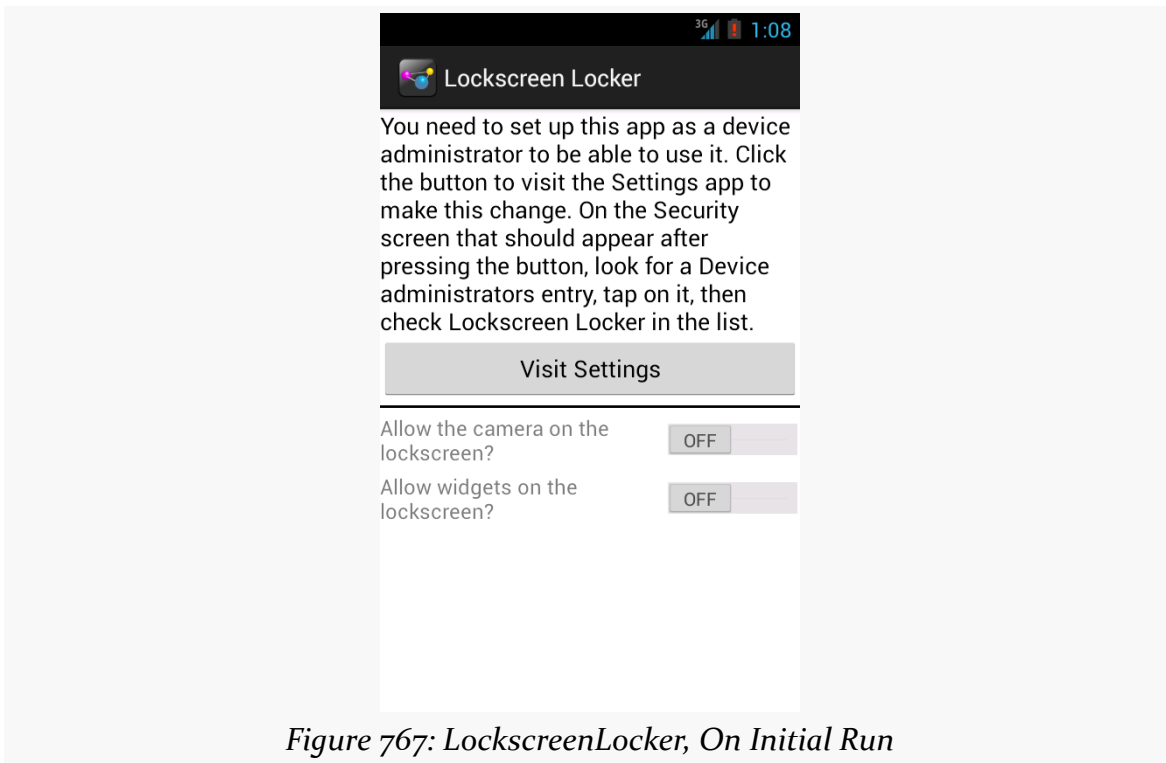 3G 1:08
Lockscreen Locker
You need to set up this app as a device
administrator to be able to use it. Click
the button to visit the Settings app to
make this change. On the Security
screen that should appear after
pressing the button, look for a Device
administrators entry, tap on it, then
check Lockscreen Locker in the list.
Visit Settings
Allow the camera on the
lockscreen?
OFF
Allow widgets on the
lockscreen?
OFF
Figure 767: LockscreenLocker, On Initial Run